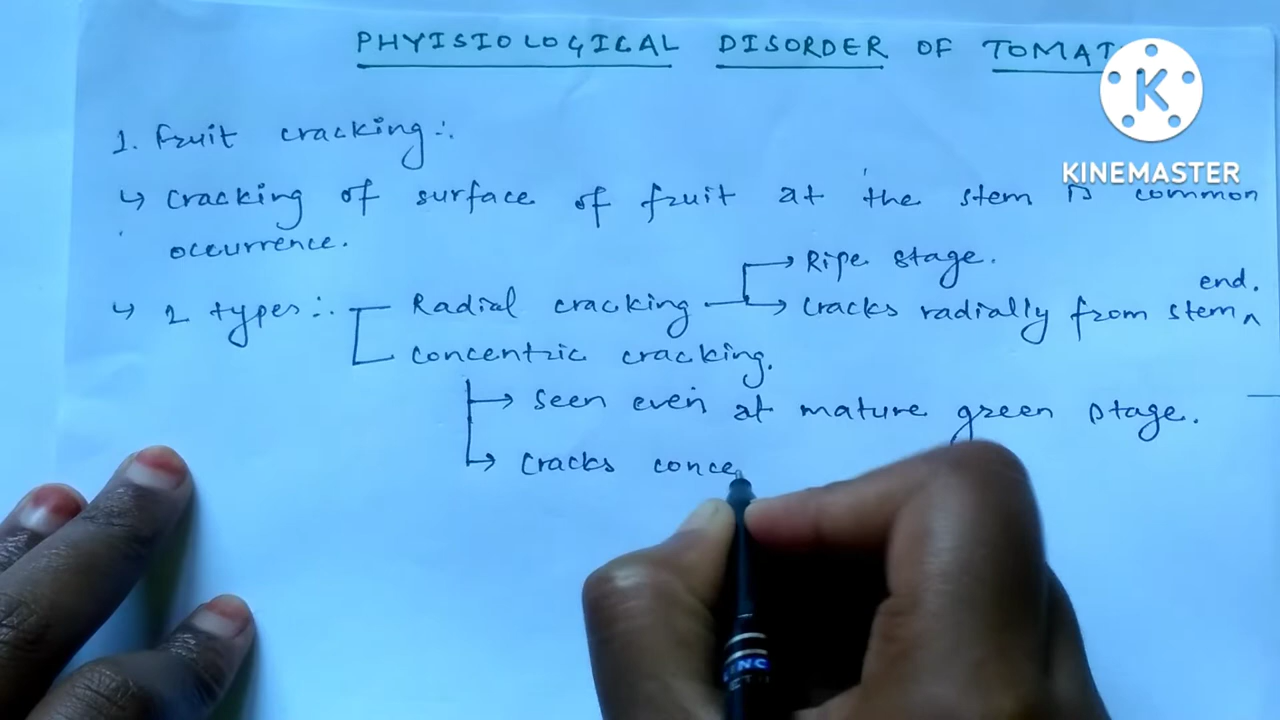 PHYISIOLOGICAL DISORDER OF TOMAT
K
KINEMASTER
1. Fruit cracking:.
↳ Cracking of surface of fruit at the stem is common
occurrence.
↳ 2 types:. Radial cracking → Ripe stage.
→ Cracks radially from stem ^ end.
Concentric cracking.
→ Seen even at mature green stage.
→ Cracks conce